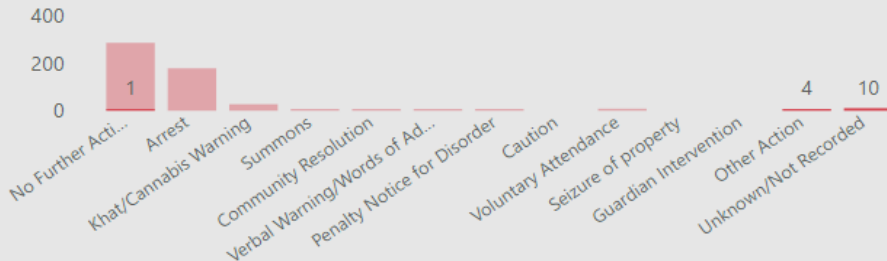 400
200
0
1
4
10
No Further Acti...
Arrest
Khat/Cannabis Warning
Summons
Community Resolution
Verbal Warning/Words of Ad...
Penalty Notice for Disorder
Caution
Voluntary Attendance
Seizure of property
Guardian Intervention
Other Action
Unknown/Not Recorded